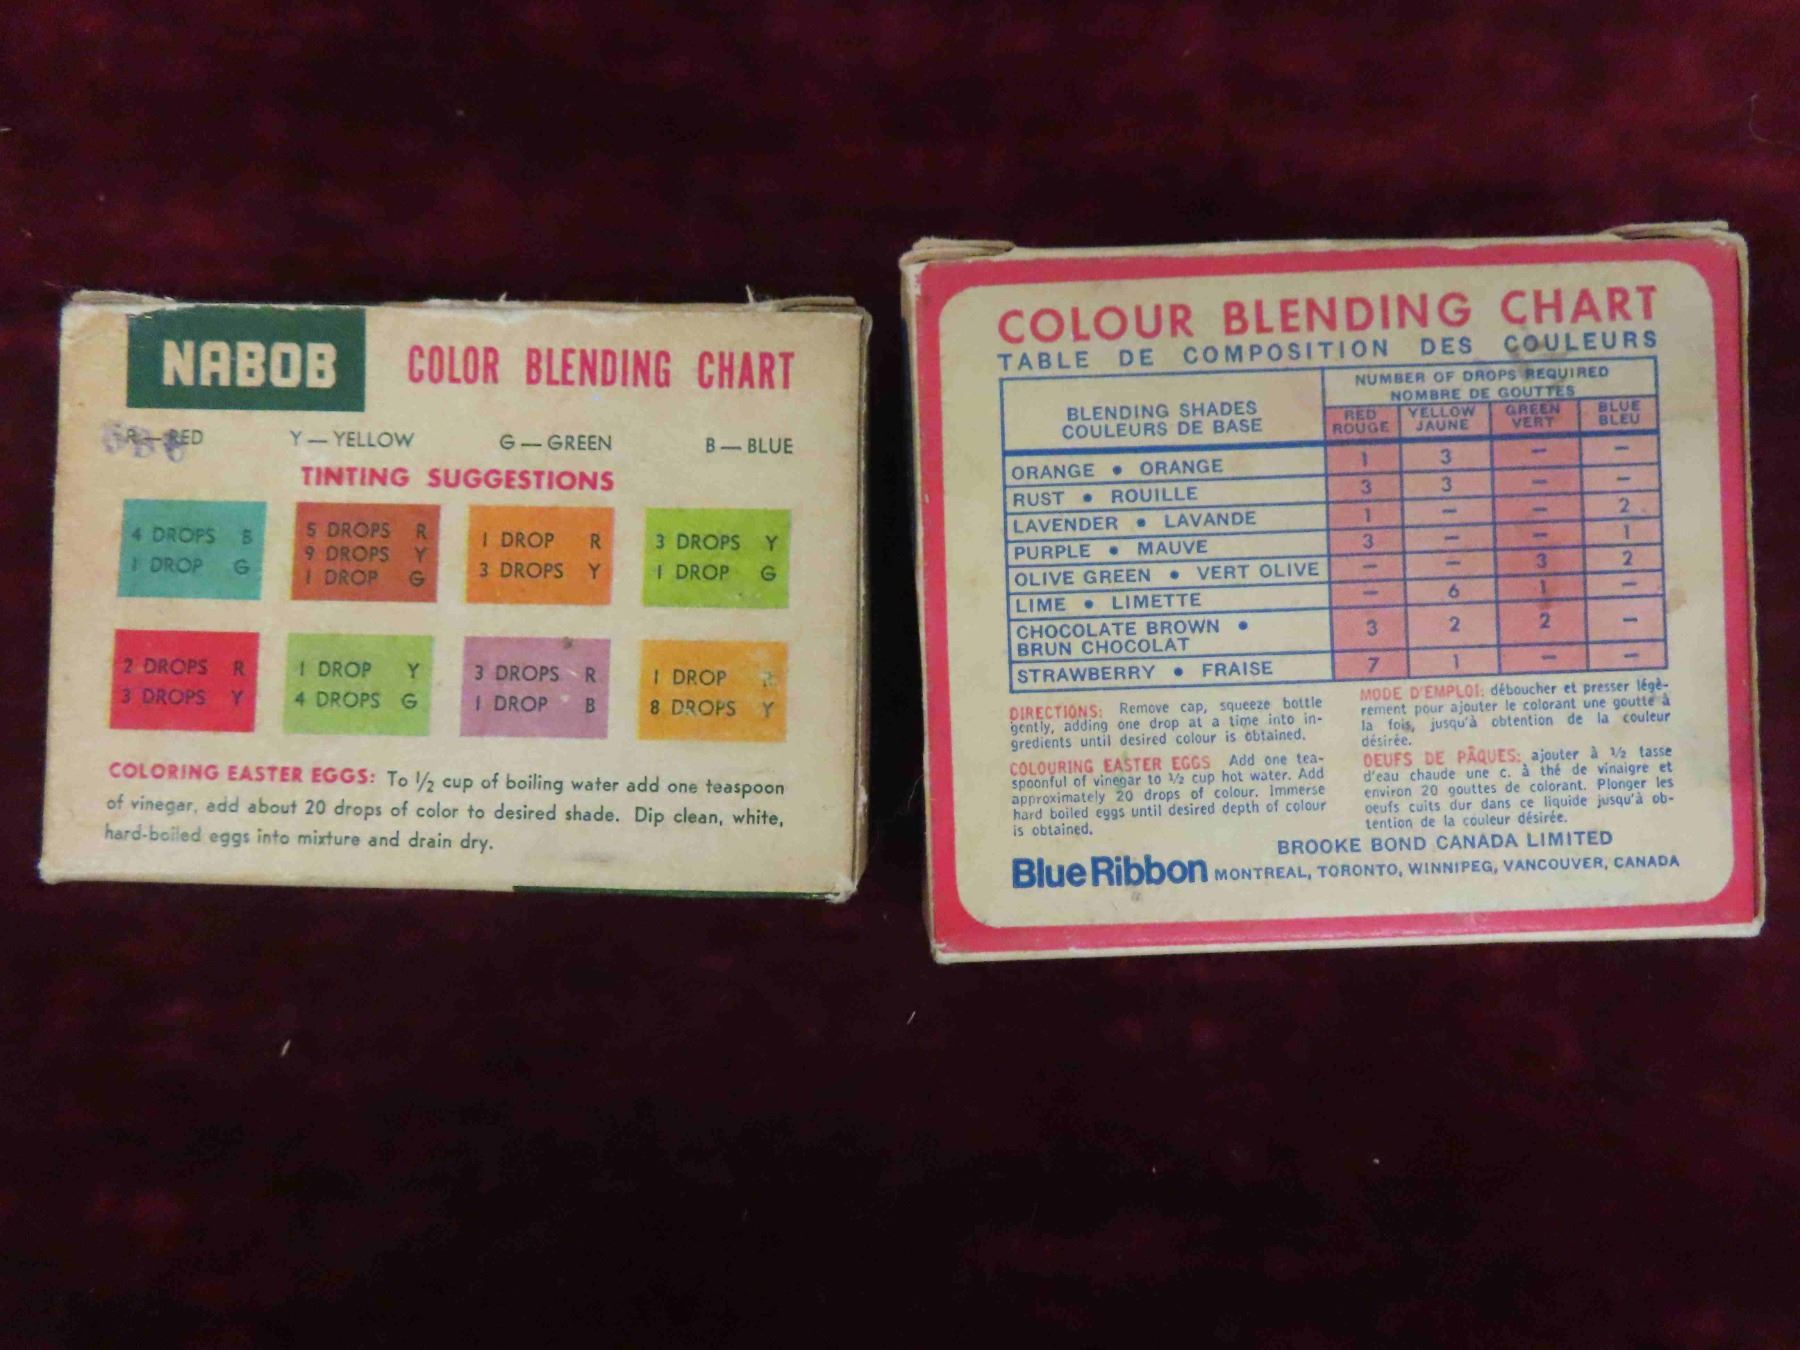 NABOB
COLOR BLENDING CHART
R — RED Y — YELLOW G — GREEN B — BLUE
TINTING SUGGESTIONS
4 DROPS B
1 DROP G
5 DROPS R
9 DROPS Y
1 DROP G
1 DROP R
3 DROPS Y
3 DROPS Y
1 DROP G
2 DROPS R
3 DROPS Y
1 DROP Y
4 DROPS G
3 DROPS R
1 DROP B
1 DROP R
8 DROPS Y
COLORING EASTER EGGS: To 1/2 cup of boiling water add one teaspoon
of vinegar, add about 20 drops of color to desired shade. Dip clean, white,
hard-boiled eggs into mixture and drain dry.
COLOUR BLENDING CHART
TABLE DE COMPOSITION DES COULEURS
BLENDING SHADES
COULEURS DE BASE
NUMBER OF DROPS REQUIRED
NOMBRE DE GOUTTES
RED YELLOW GREEN BLUE
ROUGE JAUNE VERT BLEU
ORANGE • ORANGE 1 3 – –
RUST • ROUILLE 3 3 – –
LAVENDER • LAVANDE 1 – – 2
PURPLE • MAUVE 3 – – 1
OLIVE GREEN • VERT OLIVE – – 3 2
LIME • LIMETTE – 6 1 –
CHOCOLATE BROWN •
BRUN CHOCOLAT 3 2 2 –
STRAWBERRY • FRAISE 7 1 – –
DIRECTIONS: Remove cap, squeeze bottle
gently, adding one drop at a time into in-
gredients until desired colour is obtained.
COLOURING EASTER EGGS Add one tea-
spoonful of vinegar to 1/2 cup hot water. Add
approximately 20 drops of colour. Immerse
hard boiled eggs until desired depth of colour
is obtained.
MODE D'EMPLOI: déboucher et presser légè-
rement pour ajouter le colorant une goutte à
la fois, jusqu'à obtention de la couleur
désirée.
OEUFS DE PÂQUES: ajouter à 1/2 tasse
d'eau chaude une c. à thé de vinaigre et
environ 20 gouttes de colorant. Plonger les
oeufs cuits dur dans ce liquide jusqu'à ob-
tention de la couleur désirée.
BROOKE BOND CANADA LIMITED
Blue Ribbon MONTREAL, TORONTO, WINNIPEG, VANCOUVER, CANADA